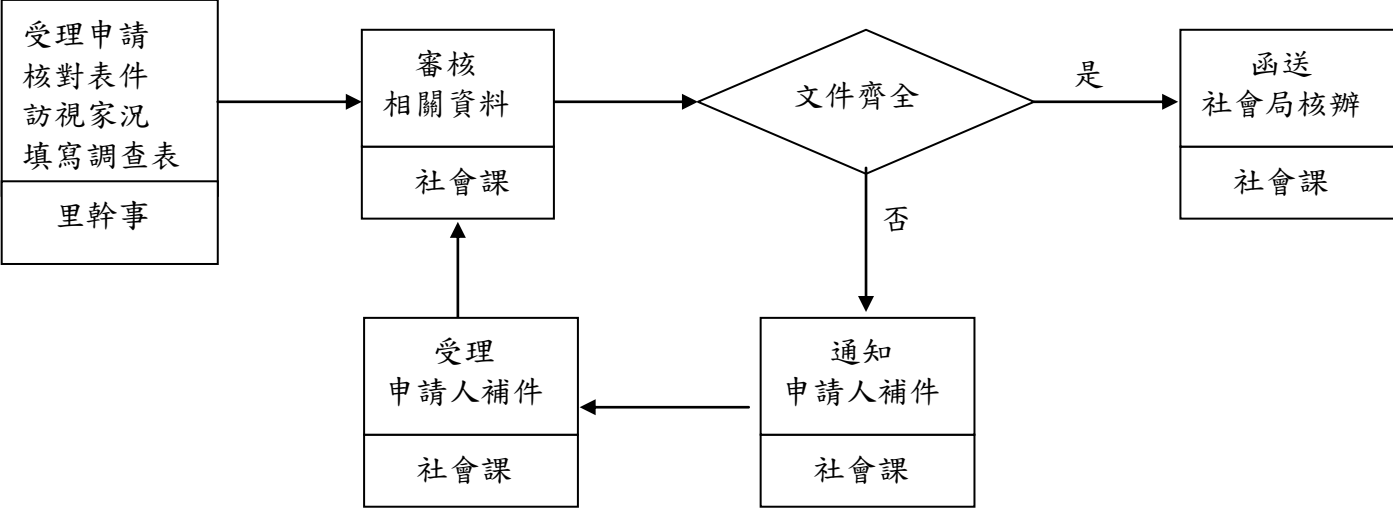 受理申請
核對表件
訪視家況
填寫調查表
里幹事
審核
相關資料
社會課
文件齊全
是
函送
社會局核辦
社會課
否
通知
申請人補件
社會課
受理
申請人補件
社會課